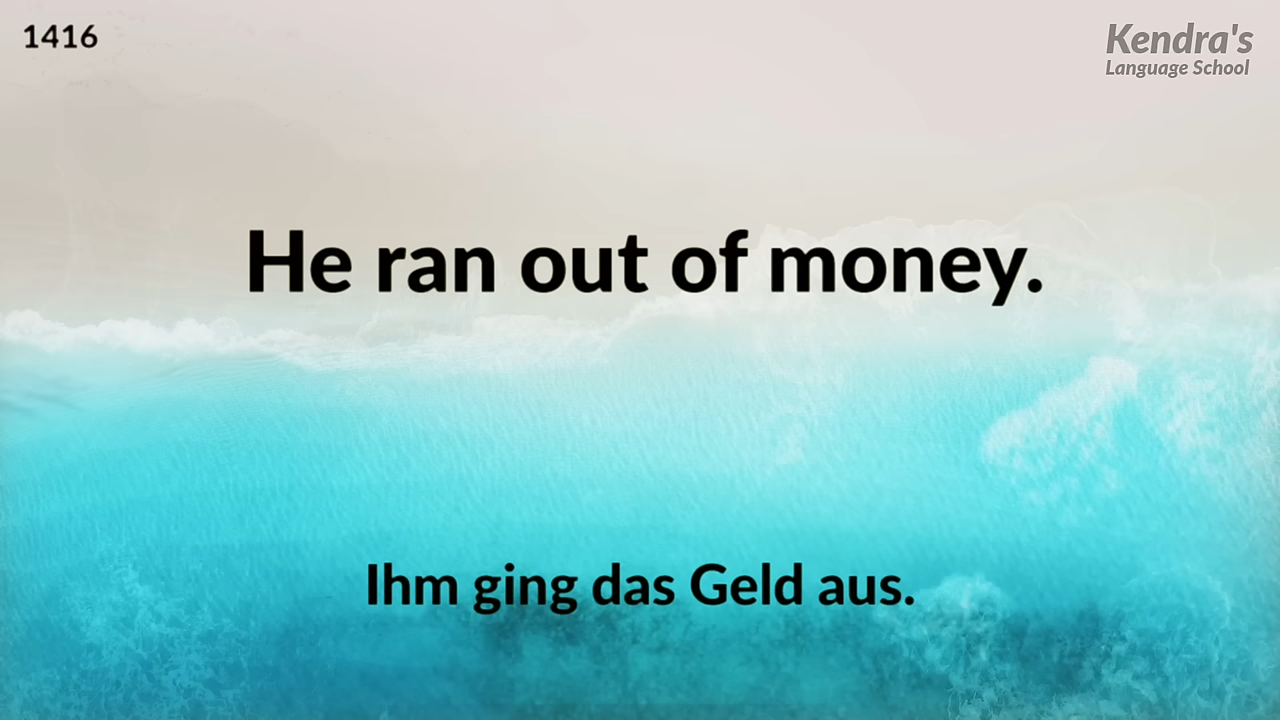 1416
Kendra's
Language School
He ran out of money.
Ihm ging das Geld aus.